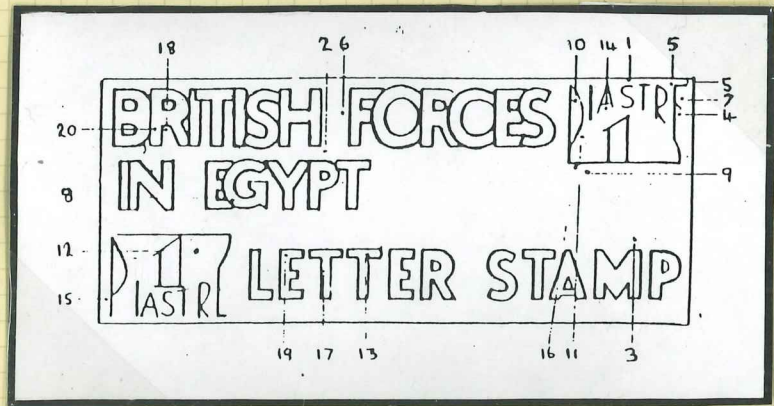 18 2 6 10 14 1 5
BRITISH FORCES 1 PIASTRE
5
7
20 4
IN EGYPT 9
8
12 1 LETTER STAMP
15 PIASTRE
19 17 13 16 11 3